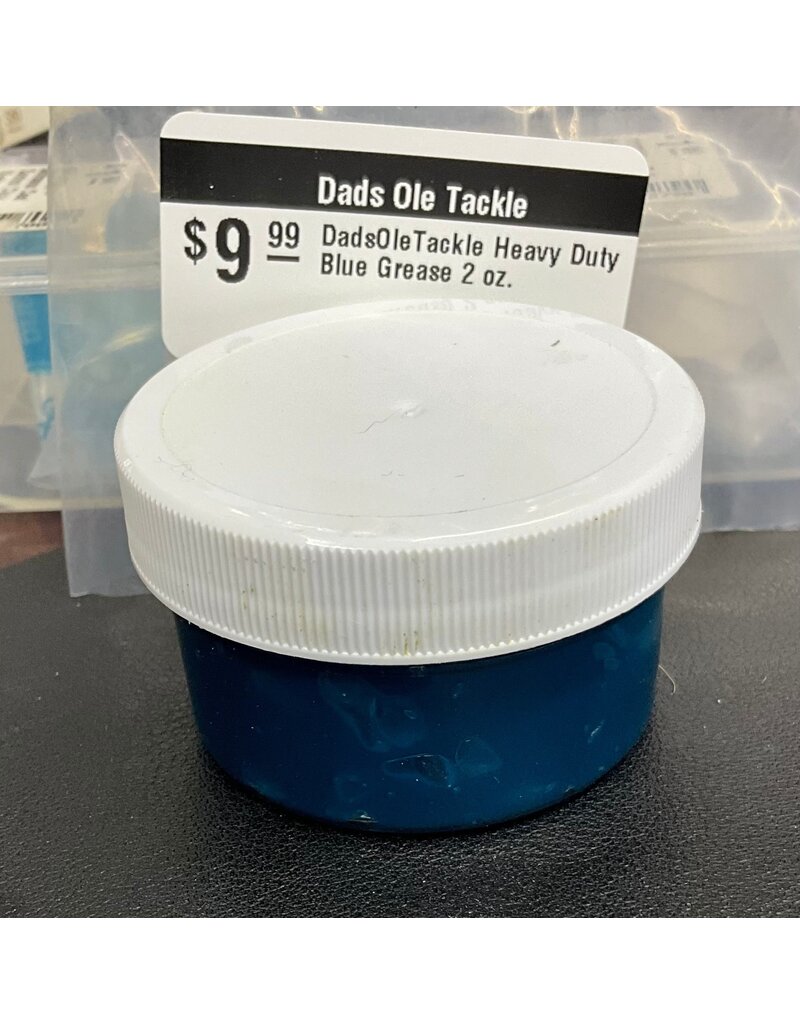 Dads Ole Tackle
$9 99 DadsOleTackle Heavy Duty
Blue Grease 2 oz.